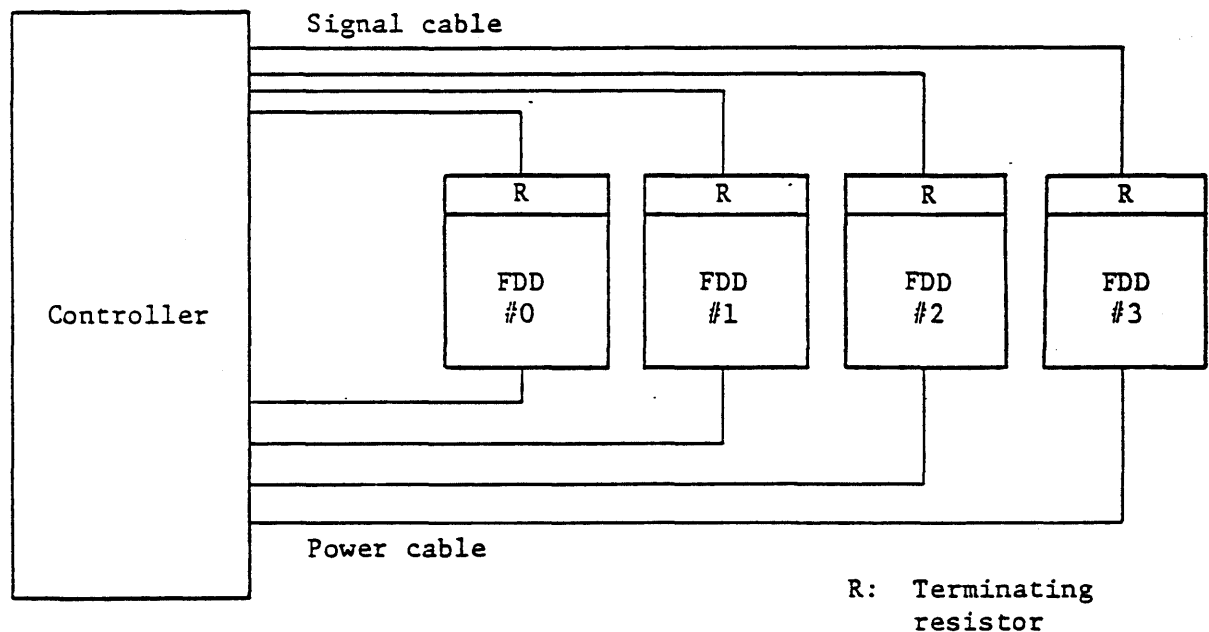 Signal cable
R
R
R
R
FDD
#0
FDD
#1
FDD
#2
FDD
#3
Controller
Power cable
R: Terminating
resistor